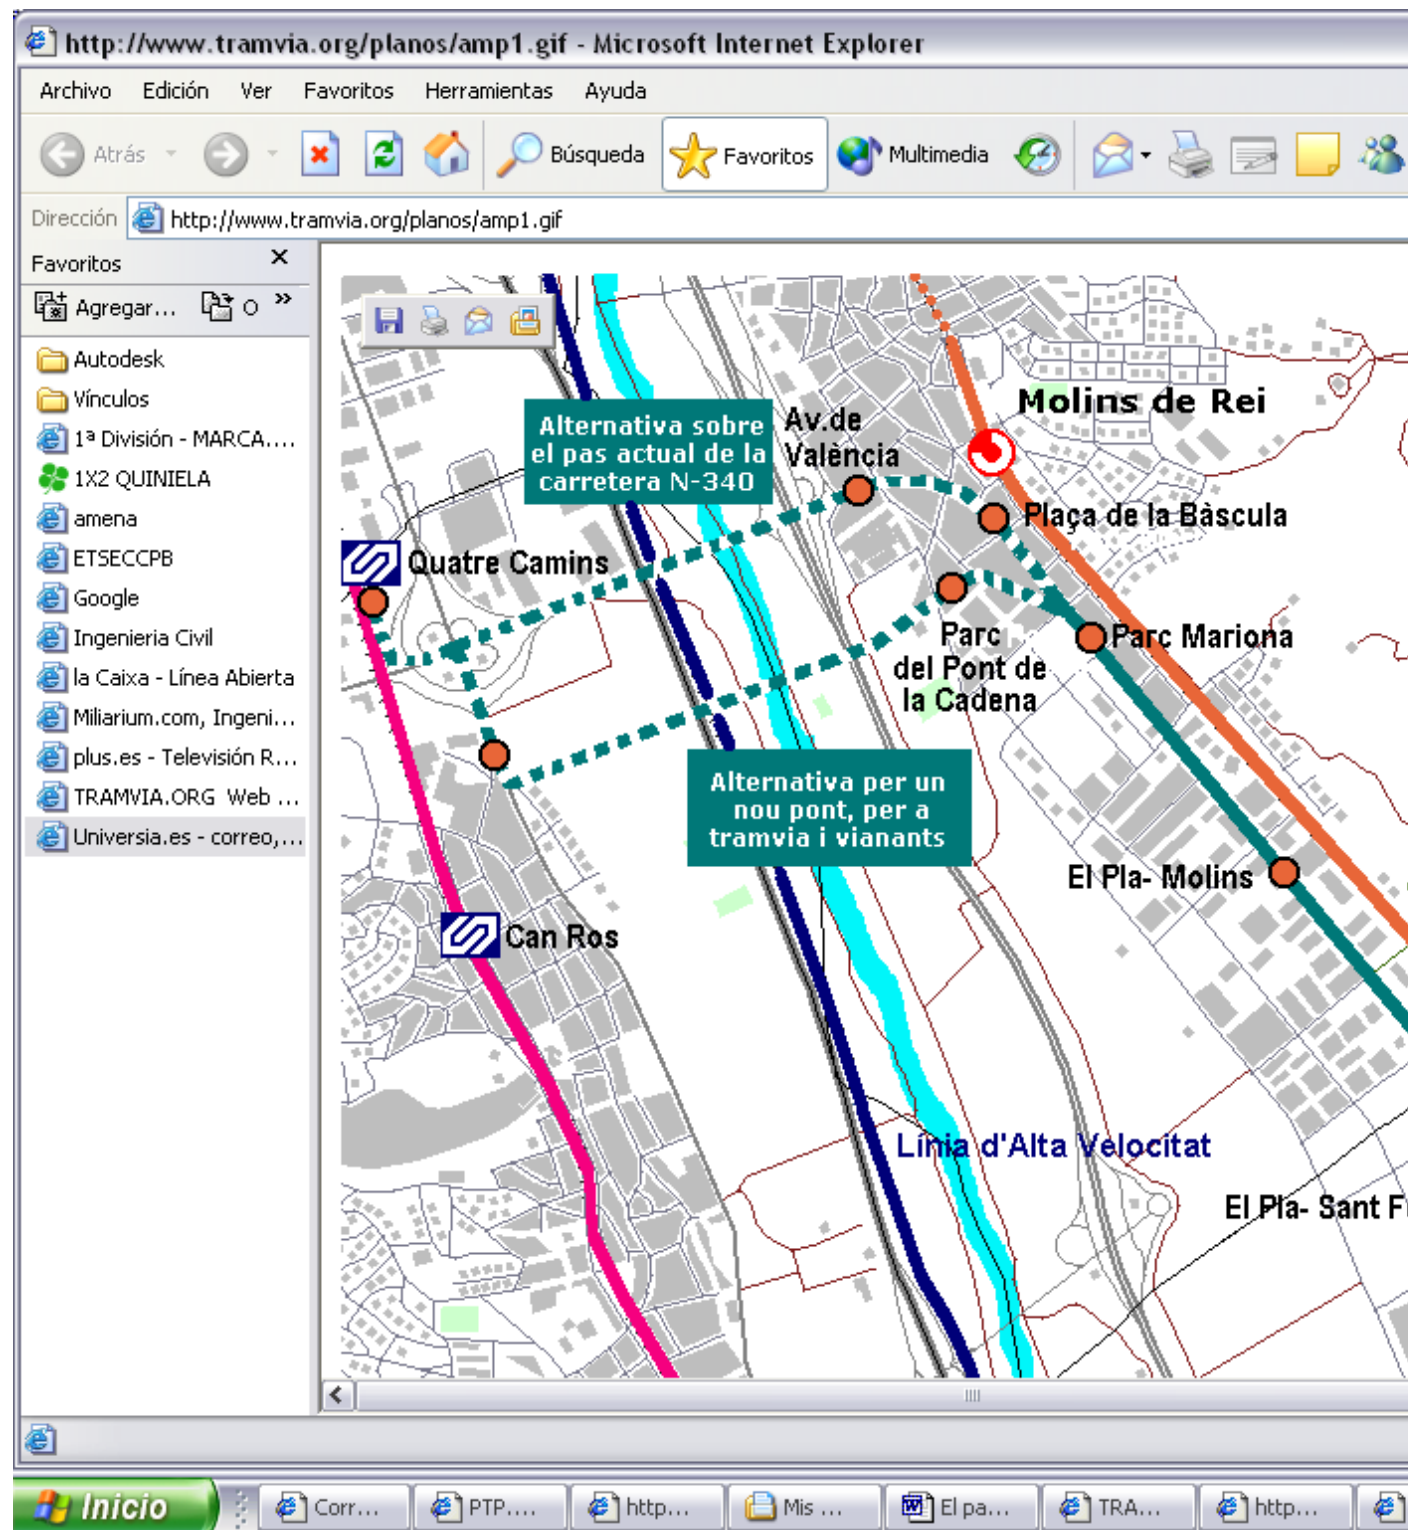 http://www.tramvia.org/planos/amp1.gif - Microsoft Internet Explorer
Archivo Edición Ver Favoritos Herramientas Ayuda
Atrás Búsqueda Favoritos Multimedia
Dirección http://www.tramvia.org/planos/amp1.gif
Favoritos
Agregar... O »
Autodesk
Vínculos
1ª División - MARCA....
1X2 QUINIELA
amena
ETSECCPB
Google
Ingenieria Civil
la Caixa - Línea Abierta
Miliarium.com, Ingeni...
plus.es - Televisión R...
TRAMVIA.ORG Web ...
Universia.es - correo,...
Molins de Rei
Alternativa sobre
el pas actual de la
carretera N-340
Av.de
València
Plaça de la Bàscula
Quatre Camins
Parc
del Pont de
la Cadena
Parc Mariona
Alternativa per un
nou pont, per a
tramvia i vianants
El Pla- Molins
Can Ros
Línia d'Alta Velocitat
El Pla- Sant F
Inicio Corr... PTP.... http... Mis ... El pa... TRA... http...